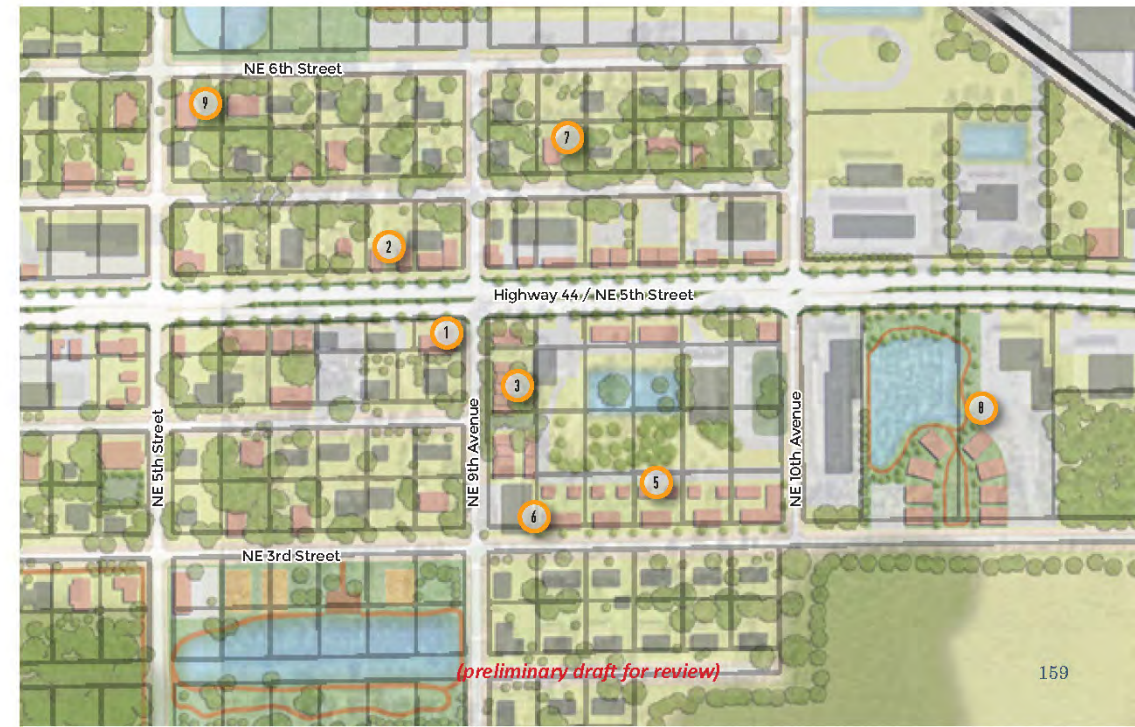 NE 6th Street
9
7
2
Highway 44 / NE 5th Street
1
3
NE 5th Street
NE 9th Avenue
NE 10th Avenue
8
5
6
NE 3rd Street
(preliminary draft for review)
159